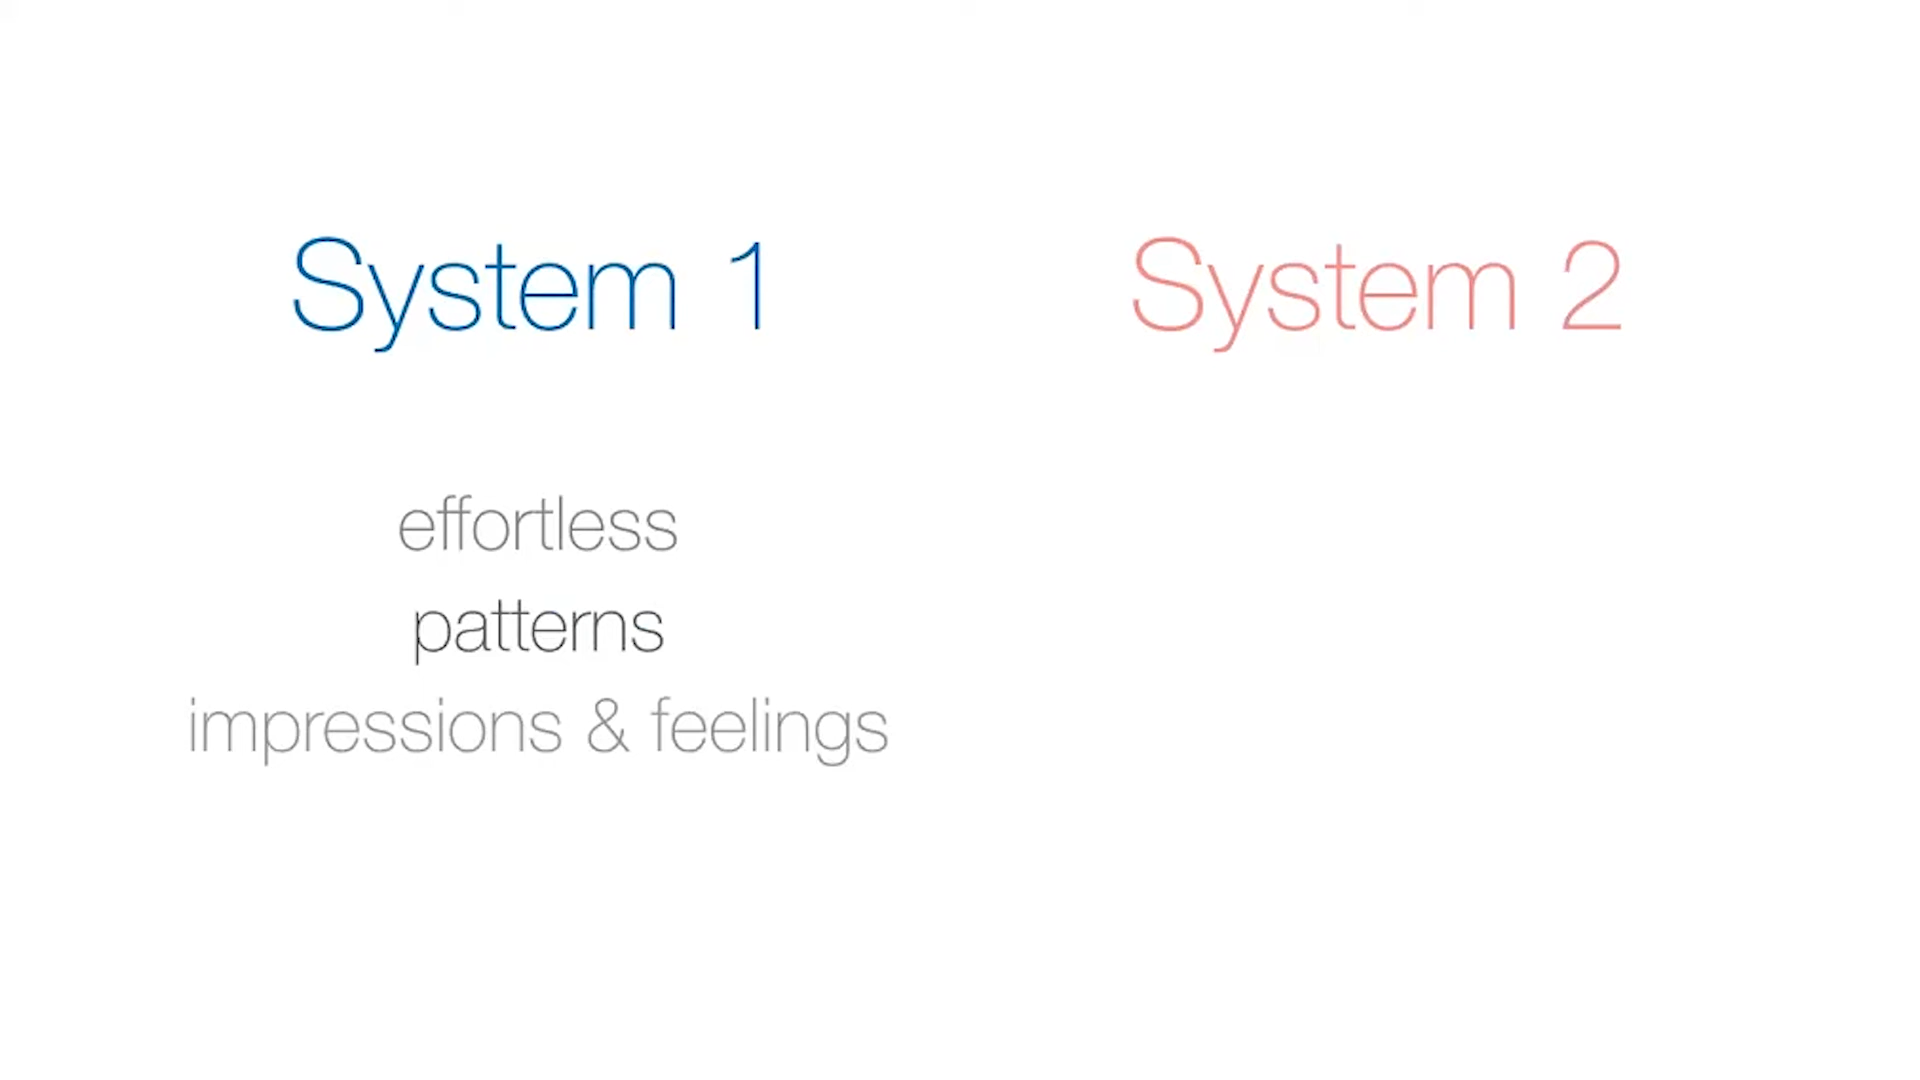 System 1
System 2
effortless
patterns
impressions & feelings